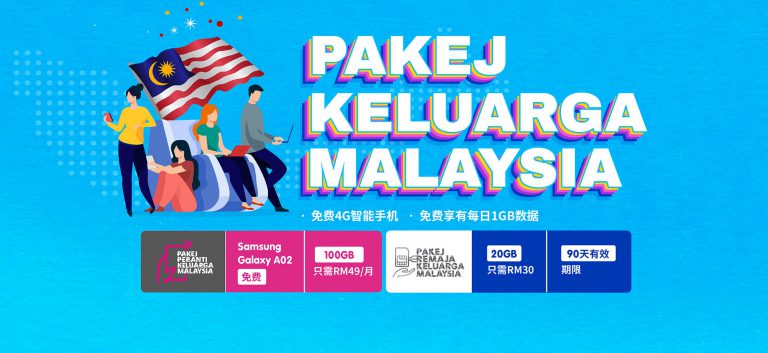 PAKEJ
KELUARGA
MALAYSIA
· 免费4G智能手机 · 免费享有每日1GB数据
PAKEJ
PERANTI
KELUARGA
MALAYSIA
Samsung
Galaxy A02
免费
100GB
只需RM49/月
PAKEJ
REMAJA
KELUARGA
MALAYSIA
20GB
只需RM30
90天有效
期限